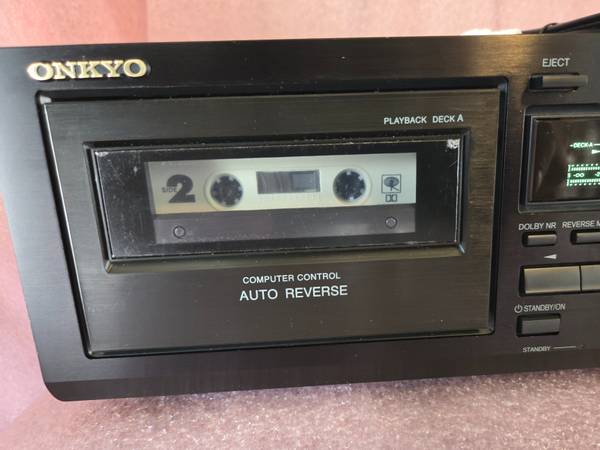 ONKYO
EJECT
PLAYBACK DECK A
DECK A
SIDE 2
DOLBY NR
REVERSE M
COMPUTER CONTROL
AUTO REVERSE
STANDBY/ON
STANDBY